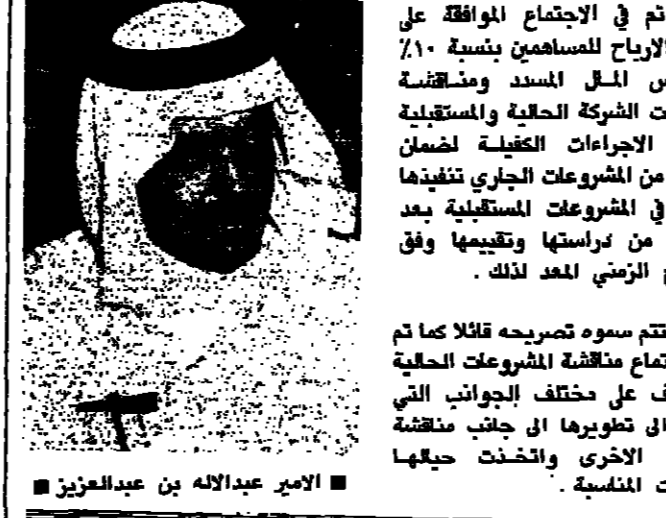 تم في الاجتماع الموافقة على
الارباح للمساهمين بنسبة ١٠٪
المال المسدد ومناقشة
الشركة الحالية والمستقبلية
الاجراءات الكفيلة لضمان
من المشروعات الجاري تنفيذها
في المشروعات المستقبلية بعد
من دراستها وتقييمها وفق
الزمني المعد لذلك .
سموه تصريحه قائلا كما تم
مناقشة المشروعات الحالية
على مختلف الجوانب التي
الى تطويرها الى جانب مناقشة
الاخرى واتخذت حيالها
المناسبة .
■ الامير عبدالاله بن عبدالعزيز ■